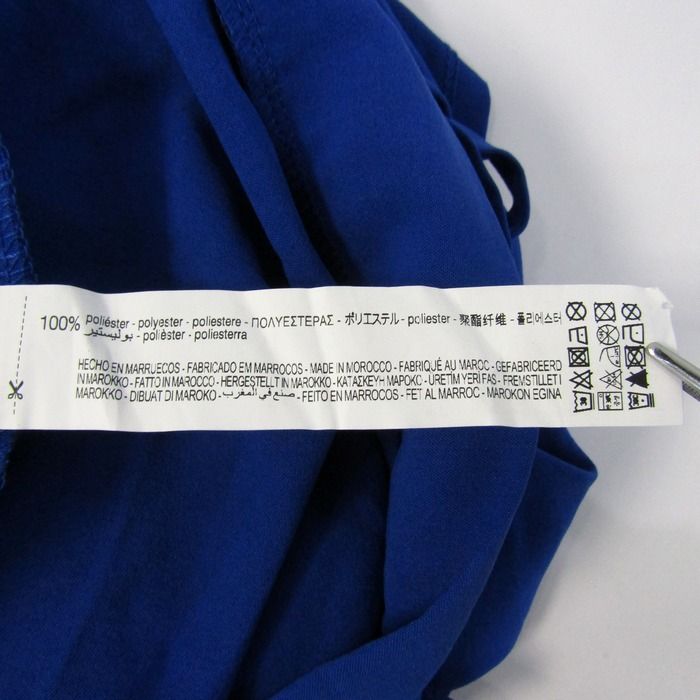 100% poliéster - polyester - poliestere - ΠΟΛΥΕΣΤΕΡΑΣ - ポリエステル - poliester - 聚酯纤维 - 폴리에스터
بوليستير - polièster - poliesterra
HECHO EN MARRUECOS - FABRICADO EM MARROCOS - MADE IN MOROCCO - FABRIQUÉ AU MAROC - GEFABRICEERD
IN MAROKKO - FATTO IN MAROCCO - HERGESTELLT IN MAROKKO - ΚΑΤΑΣΚΕΥΗ ΜΑΡΟΚΟ - ÜRETİM YERİ FAS - FREMSTILLET I
MAROKKO - DIBUAT DI MAROKO - صنع في المغرب - FEITO EN MARROCOS - FET AL MARROC - MAROKON EGINA